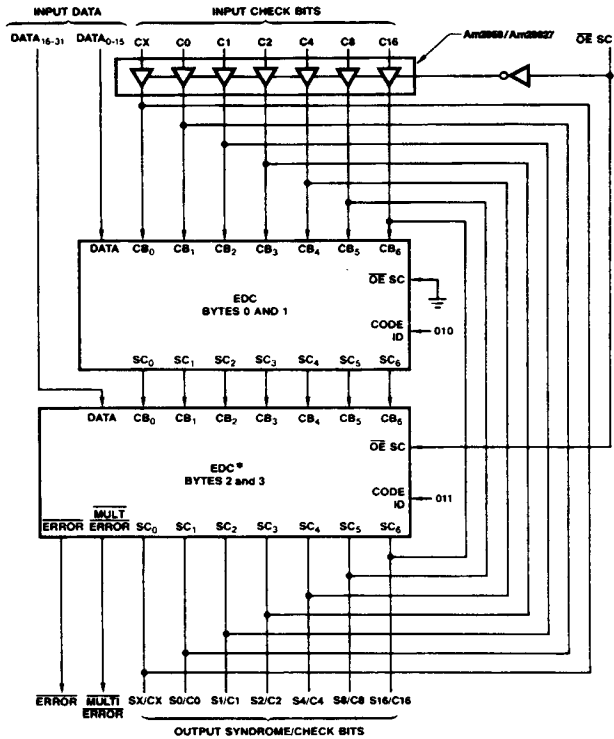 INPUT DATA
INPUT CHECK BITS
DATA16-31 DATA0-15 CX C0 C1 C2 C4 C8 C16
OE SC
DATA CB0 CB1 CB2 CB3 CB4 CB5 CB6
OE SC
EDC
BYTES 0 AND 1
CODE
ID
010
SC0 SC1 SC2 SC3 SC4 SC5 SC6
DATA CB0 CB1 CB2 CB3 CB4 CB5 CB6
OE SC
EDC*
BYTES 2 and 3
CODE
ID
011
MULT
ERROR ERROR SC0 SC1 SC2 SC3 SC4 SC5 SC6
ERROR MULTI SX/CX S0/C0 S1/C1 S2/C2 S4/C4 S8/C8 S16/C16
ERROR
OUTPUT SYNDROME/CHECK BITS